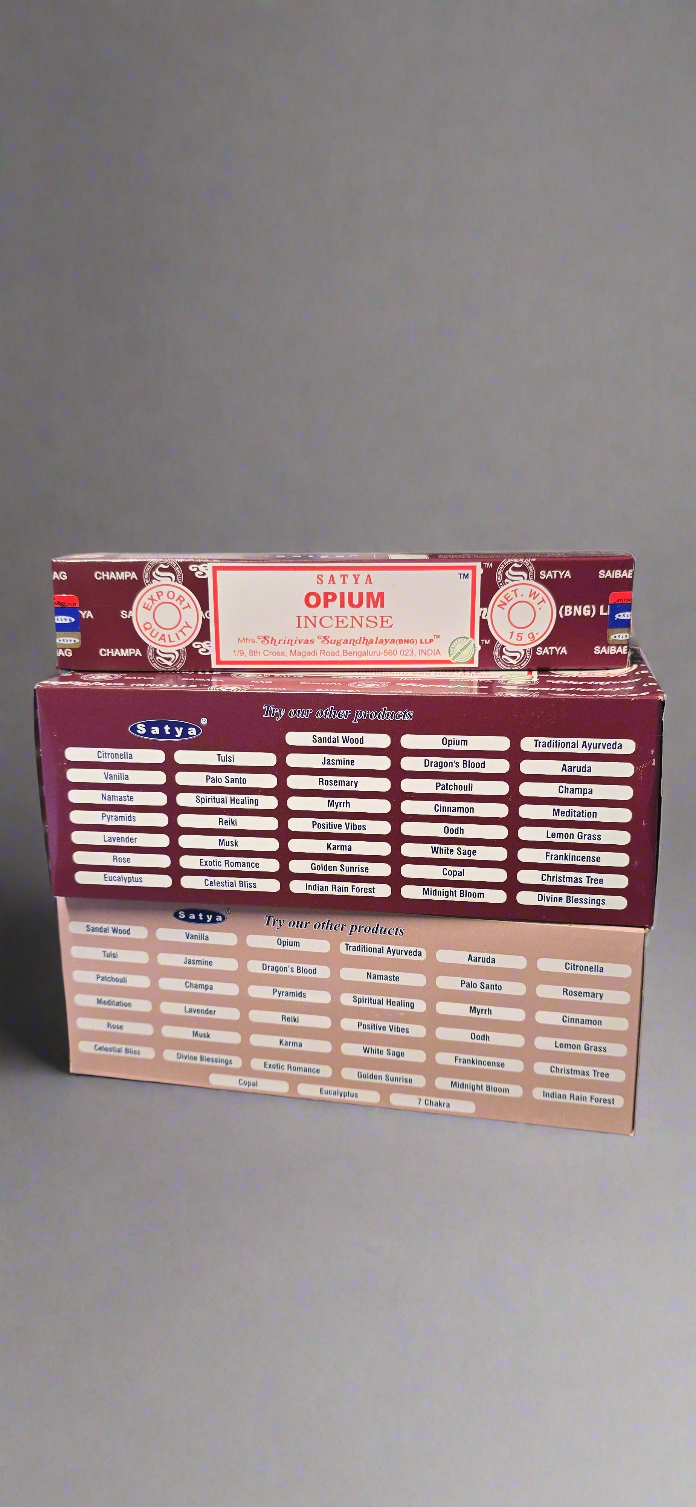 AG CHAMPA
SATYA SAIBAE
EXPORT
QUALITY
SATYA
TM
OPIUM
INCENSE
Mfrs. Shrinivas Sugandhalaya (BNG) LLP™
1/9, 8th Cross, Magadi Road, Bengaluru-560 023, INDIA
NET. WT.
15 g.
YA
(BNG) L
AG CHAMPA
SATYA SAIBAE
Try our other products
Satya®
Sandal Wood Opium Traditional Ayurveda
Citronella Tulsi Jasmine Dragon's Blood Aaruda
Vanilla Palo Santo Rosemary Patchouli Champa
Namaste Spiritual Healing Myrrh Cinnamon Meditation
Pyramids Reiki Positive Vibes Oodh Lemon Grass
Lavender Musk Karma White Sage Frankincense
Rose Exotic Romance Golden Sunrise Copal Christmas Tree
Eucalyptus Celestial Bliss Indian Rain Forest Midnight Bloom Divine Blessings
Satya®
Try our other products
Sandal Wood Vanilla Opium Traditional Ayurveda Aaruda Citronella
Tulsi Jasmine Dragon's Blood Namaste Palo Santo Rosemary
Patchouli Champa Pyramids Spiritual Healing Myrrh Cinnamon
Meditation Lavender Reiki Positive Vibes Oodh Lemon Grass
Rose Musk Karma White Sage Frankincense Christmas Tree
Celestial Bliss Divine Blessings Exotic Romance Golden Sunrise Midnight Bloom Indian Rain Forest
Copal Eucalyptus 7 Chakra